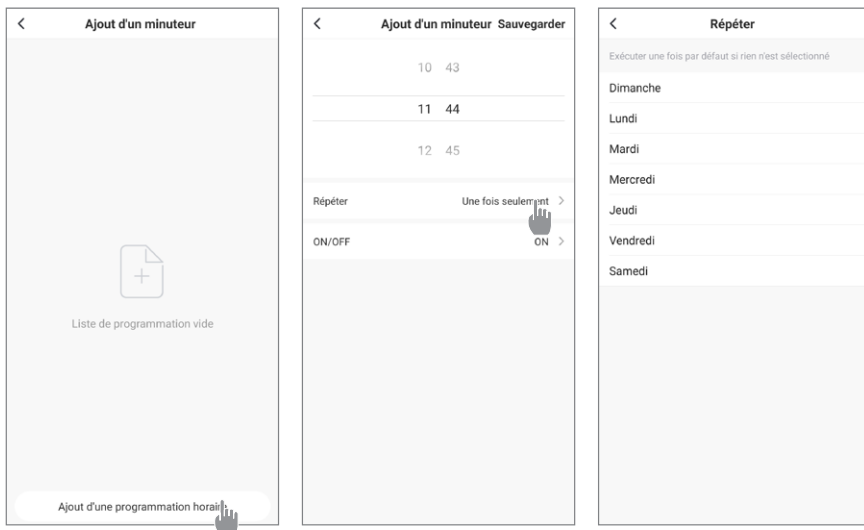 Ajout d'un minuteur
Liste de programmation vide
Ajout d'une programmation horaire
Ajout d'un minuteur Sauvegarder
10 43
11 44
12 45
Répéter Une fois seulement
ON/OFF ON
Répéter
Exécuter une fois par défaut si rien n'est sélectionné
Dimanche
Lundi
Mardi
Mercredi
Jeudi
Vendredi
Samedi